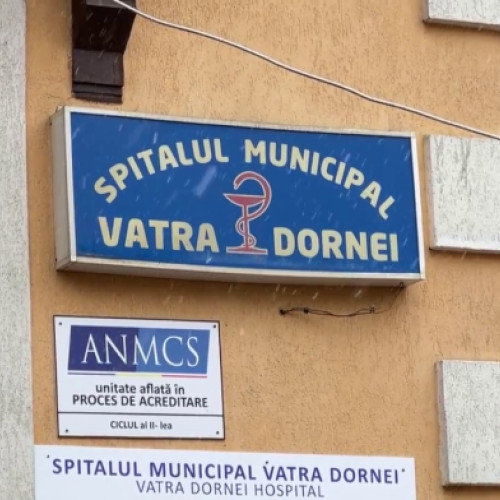 SPITALUL MUNICIPAL
VATRA DORNEI
ANMCS
unitate aflată în
PROCES DE ACREDITARE
CICLUL al II- lea
SPITALUL MUNICIPAL VATRA DORNEI
VATRA DORNEI HOSPITAL